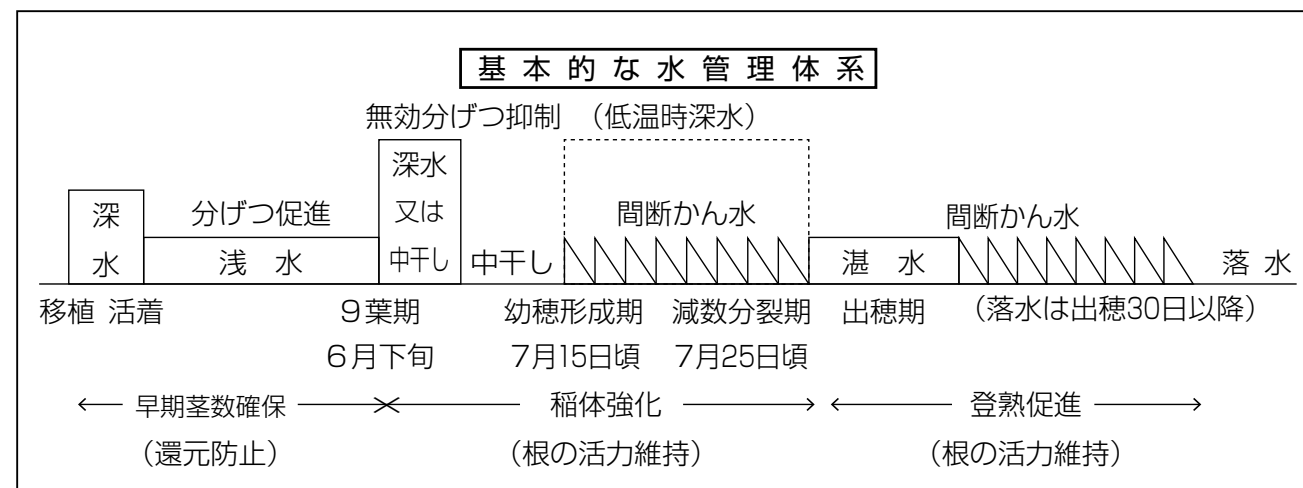 基本的な水管理体系
無効分げつ抑制 （低温時深水）
深水
又は
中干し
深
水
分げつ促進
浅 水
中干し
間断かん水
湛 水
間断かん水
落 水
移植 活着
９葉期
６月下旬
幼穂形成期
７月15日頃
減数分裂期
７月25日頃
出穂期
（落水は出穂30日以降）
早期茎数確保
（還元防止）
稲体強化
（根の活力維持）
登熟促進
（根の活力維持）